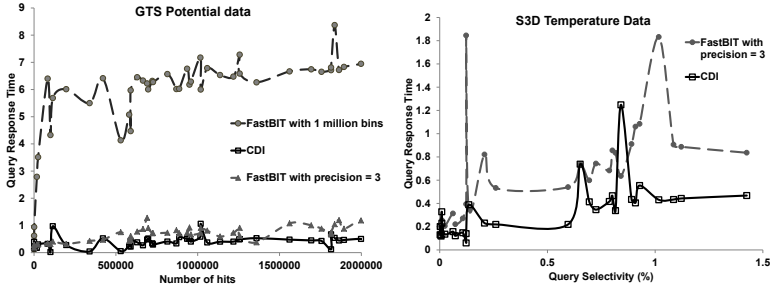 GTS Potential data
Query Response Time
9
8
7
6
5
4
3
2
1
0
FastBIT with 1 million bins
CDI
FastBIT with precision = 3
0
500000
1000000
1500000
2000000
Number of hits
S3D Temperature Data
Query Response Time
2
1.8
1.6
1.4
1.2
1
0.8
0.6
0.4
0.2
0
FastBIT with
precision = 3
CDI
0
0.5
1
1.5
Query Selectivity (%)